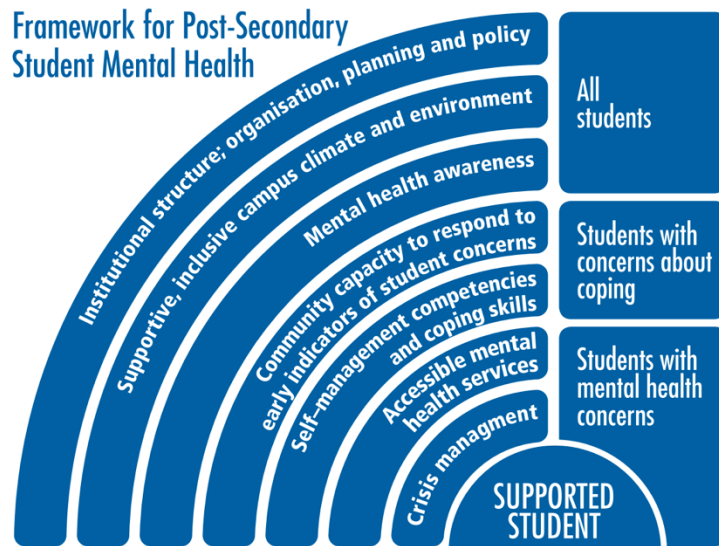 Framework for Post-Secondary
Student Mental Health
Institutional structure; organisation, planning and policy
Supportive, inclusive campus climate and environment
Mental health awareness
Community capacity to respond to
early indicators of student concerns
Self-management competencies
and coping skills
Accessible mental
health services
Crisis managment
All
students
Students with
concerns about
coping
Students with
mental health
concerns
SUPPORTED
STUDENT